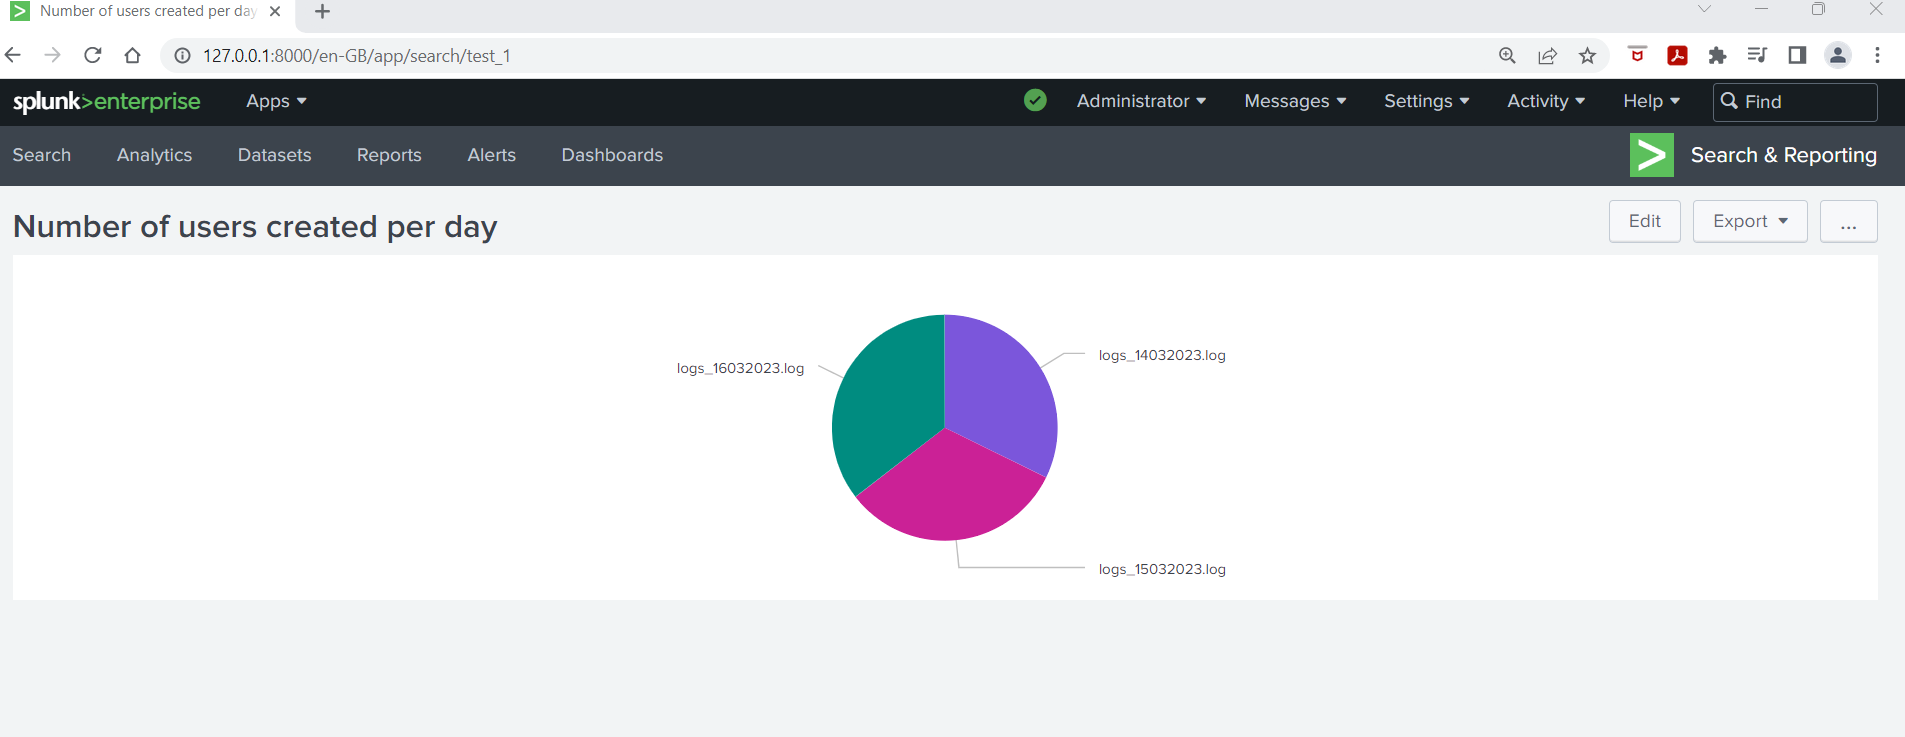 Number of users created per day
127.0.0.1:8000/en-GB/app/search/test_1
splunk>enterprise Apps Administrator Messages Settings Activity Help Find
Search Analytics Datasets Reports Alerts Dashboards Search & Reporting
Number of users created per day Edit Export ...
logs_14032023.log
logs_16032023.log
logs_15032023.log